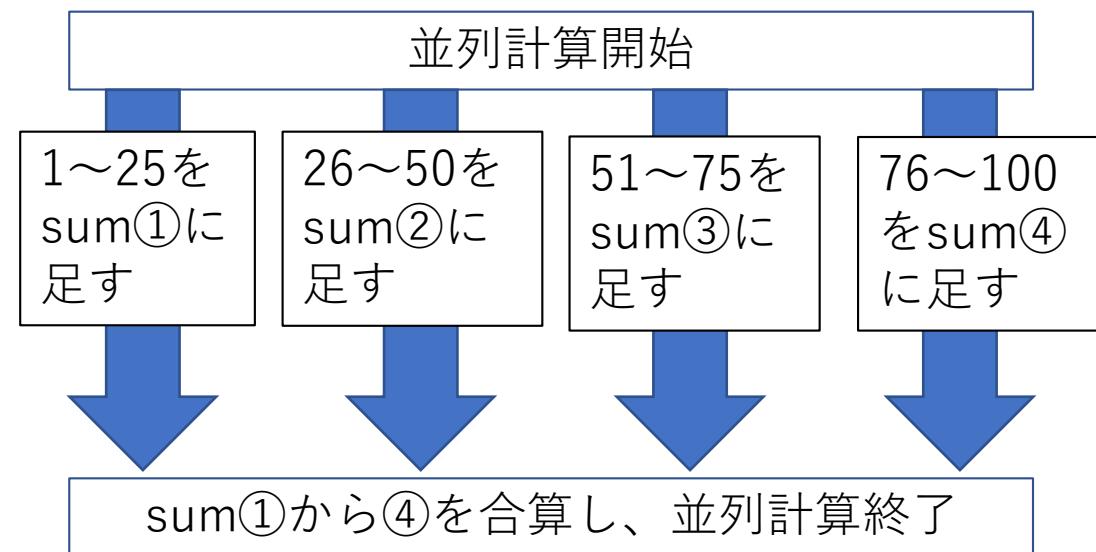 並列計算開始
1～25を
sum①に
足す
26～50を
sum②に
足す
51～75を
sum③に
足す
76～100
をsum④
に足す
sum①から④を合算し、並列計算終了